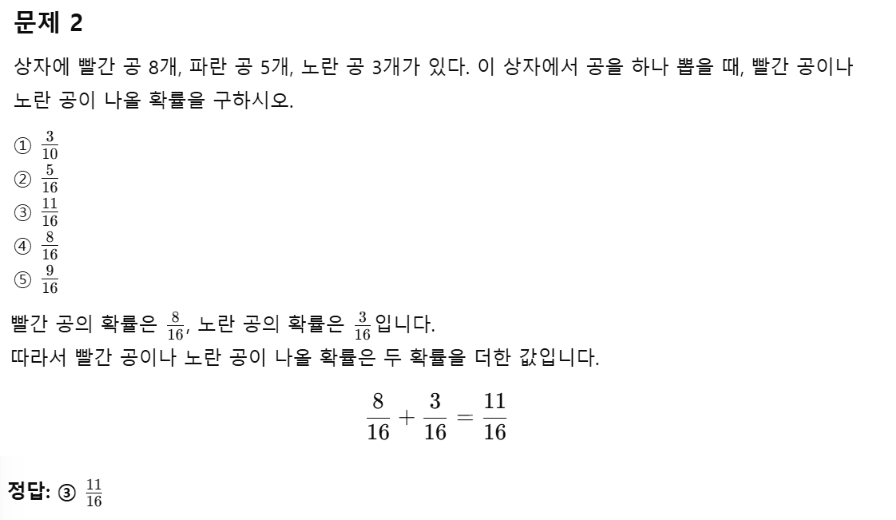 문제 2
상자에 빨간 공 8개, 파란 공 5개, 노란 공 3개가 있다. 이 상자에서 공을 하나 뽑을 때, 빨간 공이나
노란 공이 나올 확률을 구하시오.
① 3/10
② 5/16
③ 11/16
④ 8/16
⑤ 9/16
빨간 공의 확률은 8/16, 노란 공의 확률은 3/16입니다.
따라서 빨간 공이나 노란 공이 나올 확률은 두 확률을 더한 값입니다.
8/16 + 3/16 = 11/16
정답: ③ 11/16